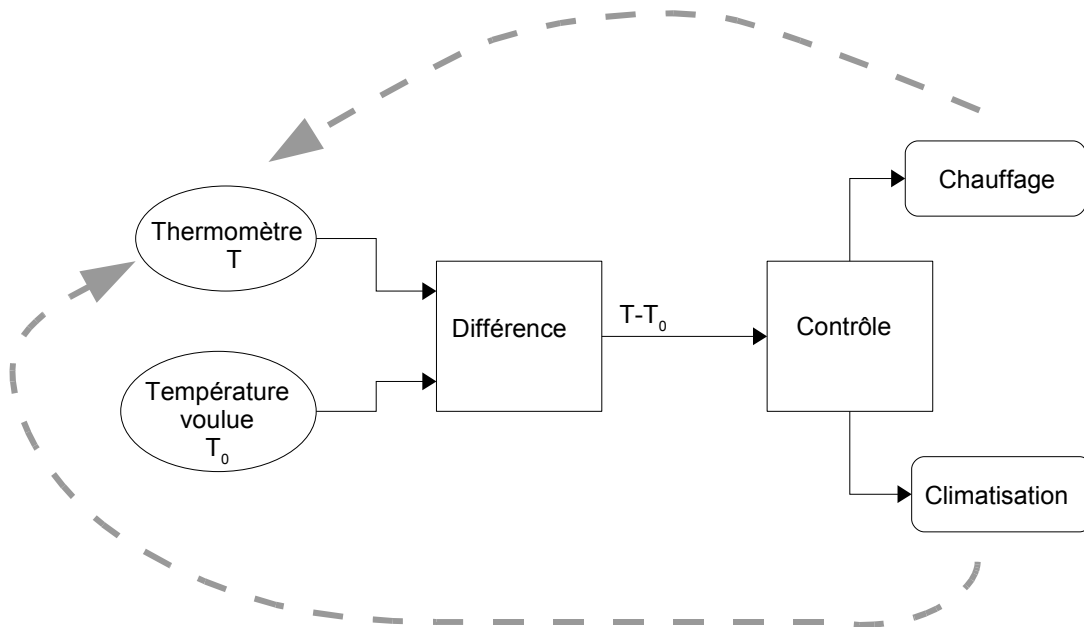 Chauffage
Thermomètre
T
Différence
T-T₀
Contrôle
Température
voulue
T₀
Climatisation